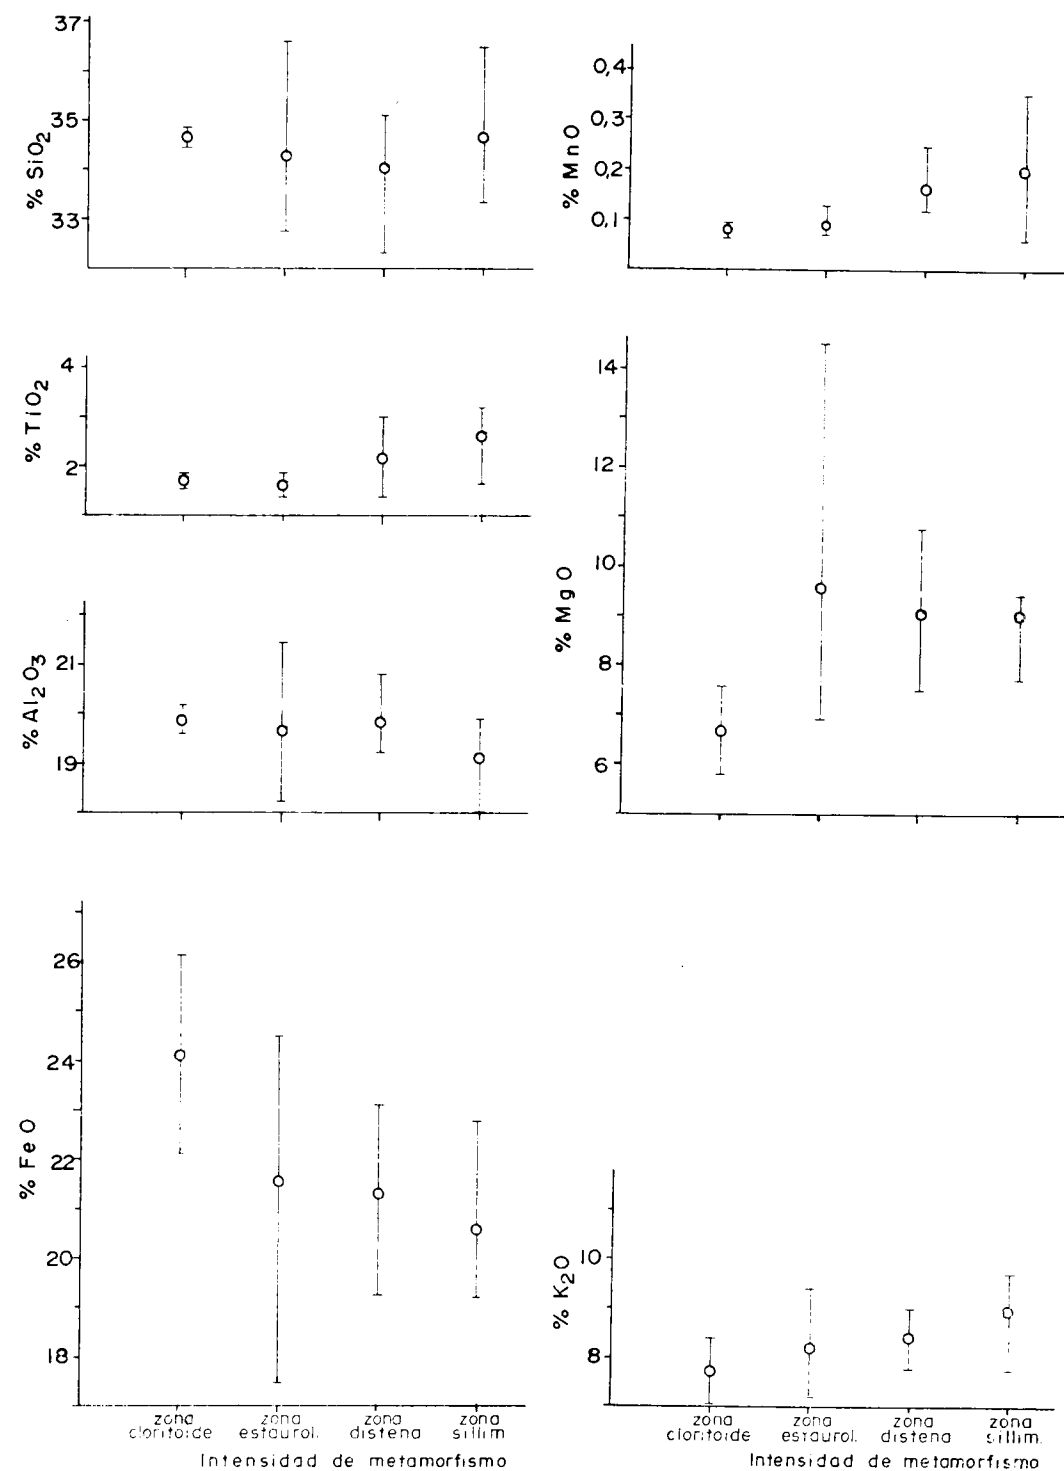 37
35
33
% SiO2
0,4
0,3
0,2
0,1
% MnO
4
2
% TiO2
14
12
10
8
6
% MgO
21
19
% Al2O3
26
24
22
20
18
% FeO
10
8
% K2O
zona cloritoide
zona estaurol.
zona distena
zona sillim.
Intensidad de metamorfismo
zona cloritoide
zona estaurol.
zona distena
zona sillim.
Intensidad de metamorfismo